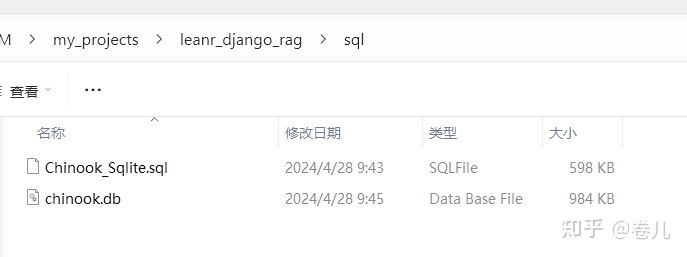 M > my_projects > leanr_django_rag > sql
查看 ...
名称 修改日期 类型 大小
Chinook_Sqlite.sql 2024/4/28 9:43 SQLFile 598 KB
chinook.db 2024/4/28 9:45 Data Base File 984 KB
知乎 @卷儿